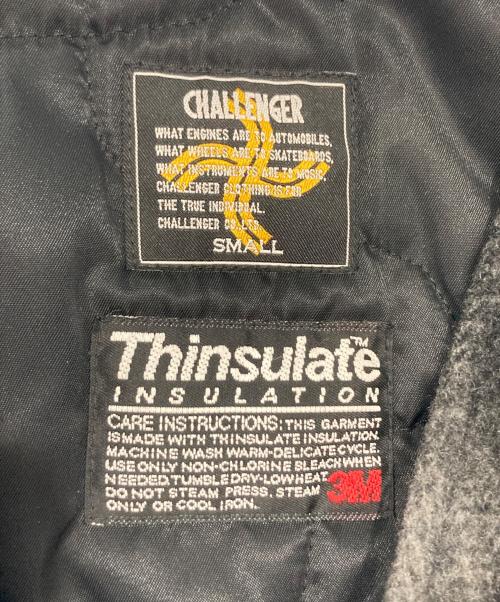 CHALLENGER
WHAT ENGINES ARE TO AUTOMOBILES,
WHAT WHEELS ARE TO SKATEBOARDS,
WHAT INSTRUMENTS ARE TO MUSIC,
CHALLENGER CLOTHING IS FOR
THE TRUE INDIVIDUAL.
CHALLENGER CO.,LTD.
SMALL
Thinsulate™
INSULATION
CARE INSTRUCTIONS: THIS GARMENT
IS MADE WITH THINSULATE INSULATION.
MACHINE WASH WARM-DELICATE CYCLE.
USE ONLY NON-CHLORINE BLEACH WHEN
NEEDED. TUMBLE DRY-LOW HEAT.
DO NOT STEAM PRESS. STEAM
ONLY OR COOL IRON.
3M